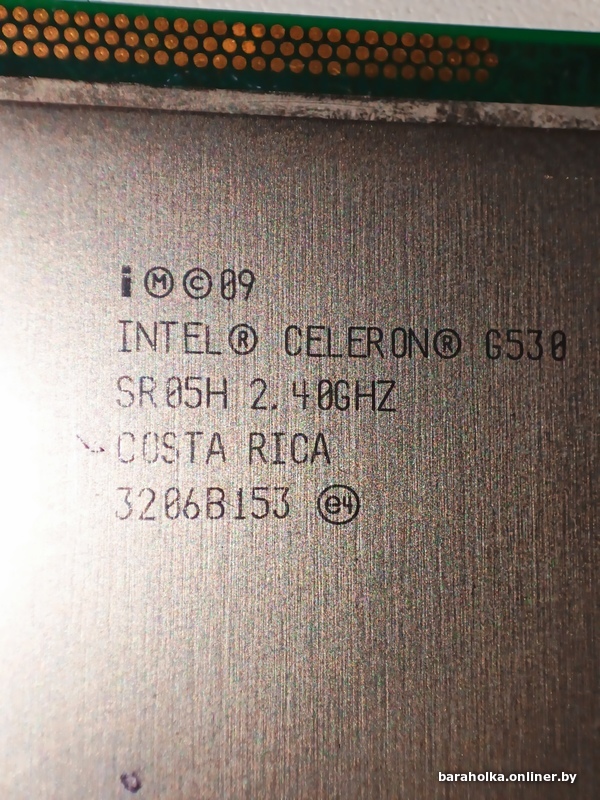 i Ⓜ © 09
INTEL® CELERON® G530
SR05H 2.40GHZ
COSTA RICA
3206B153 e4
baraholka.onliner.by